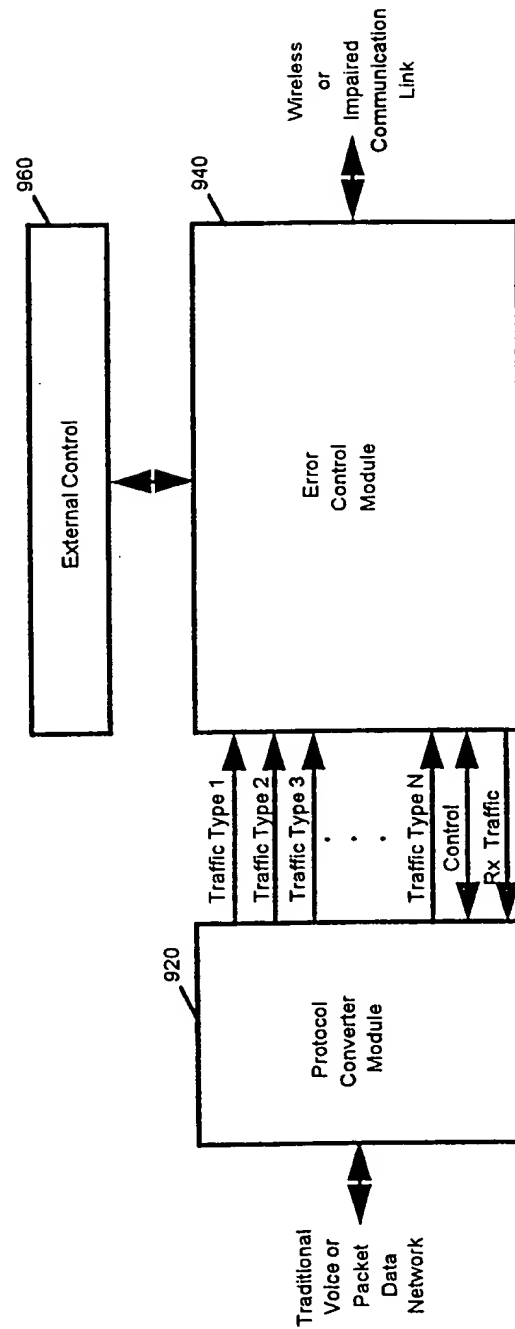 960
External Control
940
Error
Control
Module
Wireless
or
Impaired
Communication
Link
Traffic Type 1
Traffic Type 2
Traffic Type 3
. . .
Traffic Type N
Control
Rx Traffic
920
Protocol
Converter
Module
Traditional
Voice or
Packet
Data
Network